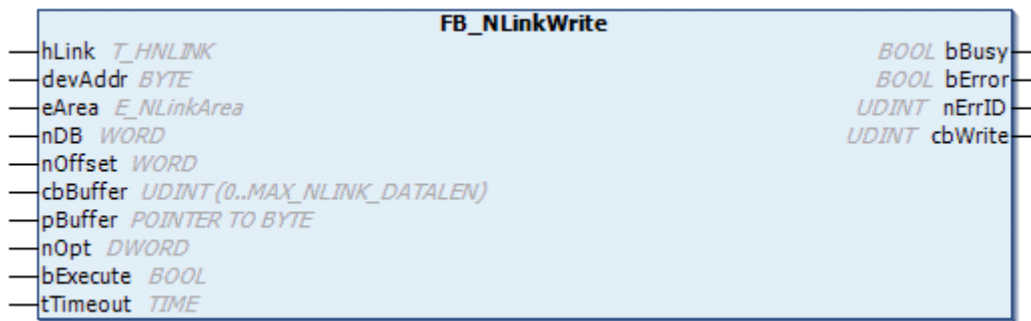 FB_NLinkWrite
hLink T_HNLINK BOOL bBusy
devAddr BYTE BOOL bError
eArea E_NLinkArea UDINT nErrID
nDB WORD UDINT cbWrite
nOffset WORD
cbBuffer UDINT (0..MAX_NLINK_DATALEN)
pBuffer POINTER TO BYTE
nOpt DWORD
bExecute BOOL
tTimeout TIME